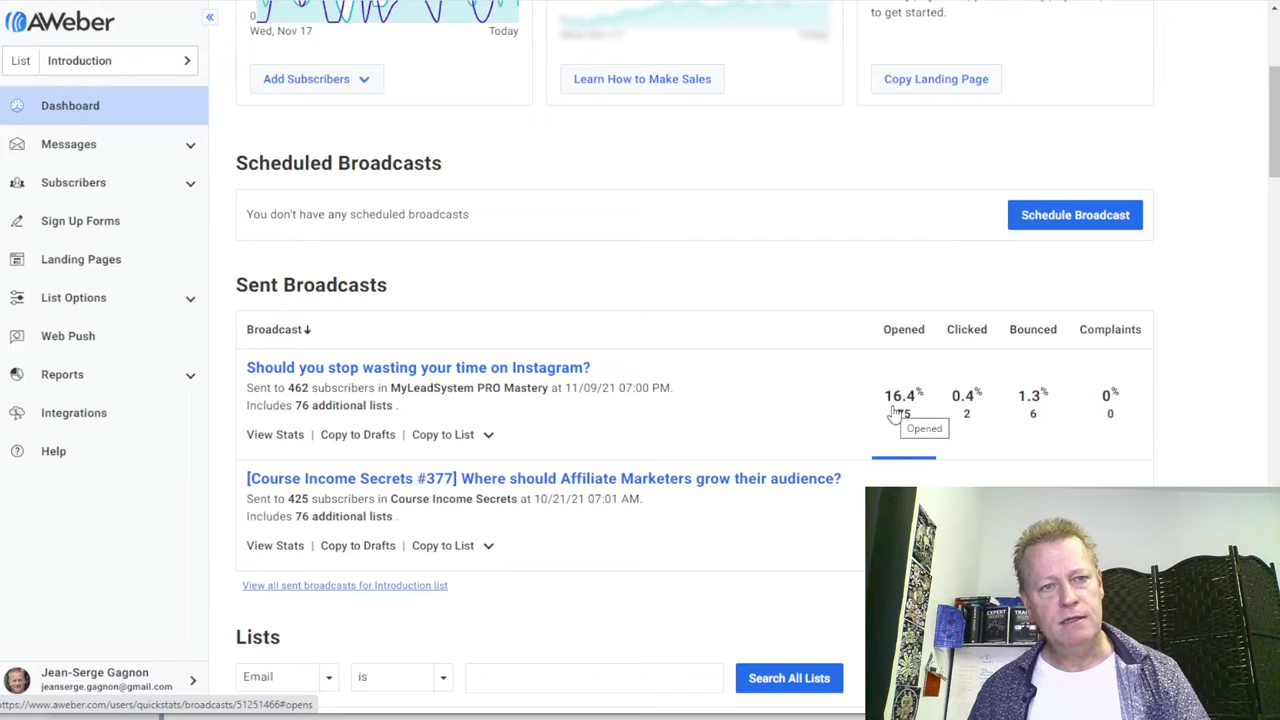 AWeber
«
List Introduction
Dashboard
Messages
Subscribers
Sign Up Forms
Landing Pages
List Options
Web Push
Reports
Integrations
Help
Jean-Serge Gagnon
jeanserge.gagnon@gmail.com
https://www.aweber.com/users/quickstats/broadcasts/51251466#opens
0
Wed, Nov 17 Today
Add Subscribers
Learn How to Make Sales
to get started.
Copy Landing Page
Scheduled Broadcasts
You don't have any scheduled broadcasts
Schedule Broadcast
Sent Broadcasts
Broadcast↓ Opened Clicked Bounced Complaints
Should you stop wasting your time on Instagram?
Sent to 462 subscribers in MyLeadSystem PRO Mastery at 11/09/21 07:00 PM.
Includes 76 additional lists .
View Stats | Copy to Drafts | Copy to List
16.4% 0.4% 1.3% 0%
75 2 6 0
Opened
[Course Income Secrets #377] Where should Affiliate Marketers grow their audience?
Sent to 425 subscribers in Course Income Secrets at 10/21/21 07:01 AM.
Includes 76 additional lists .
View Stats | Copy to Drafts | Copy to List
View all sent broadcasts for Introduction list
Lists
Email is
Search All Lists
EXPERT
SECRETS